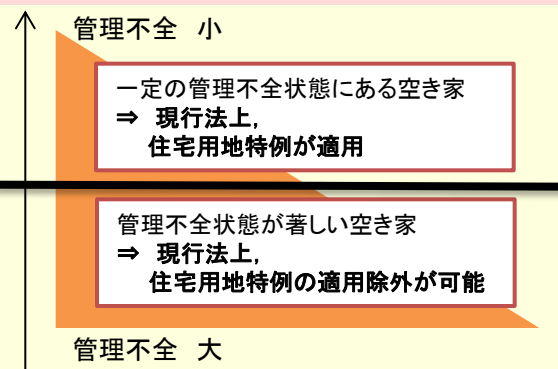 管理不全　小
一定の管理不全状態にある空き家
⇒　現行法上，
住宅用地特例が適用
管理不全状態が著しい空き家
⇒　現行法上，
住宅用地特例の適用除外が可能
管理不全　大